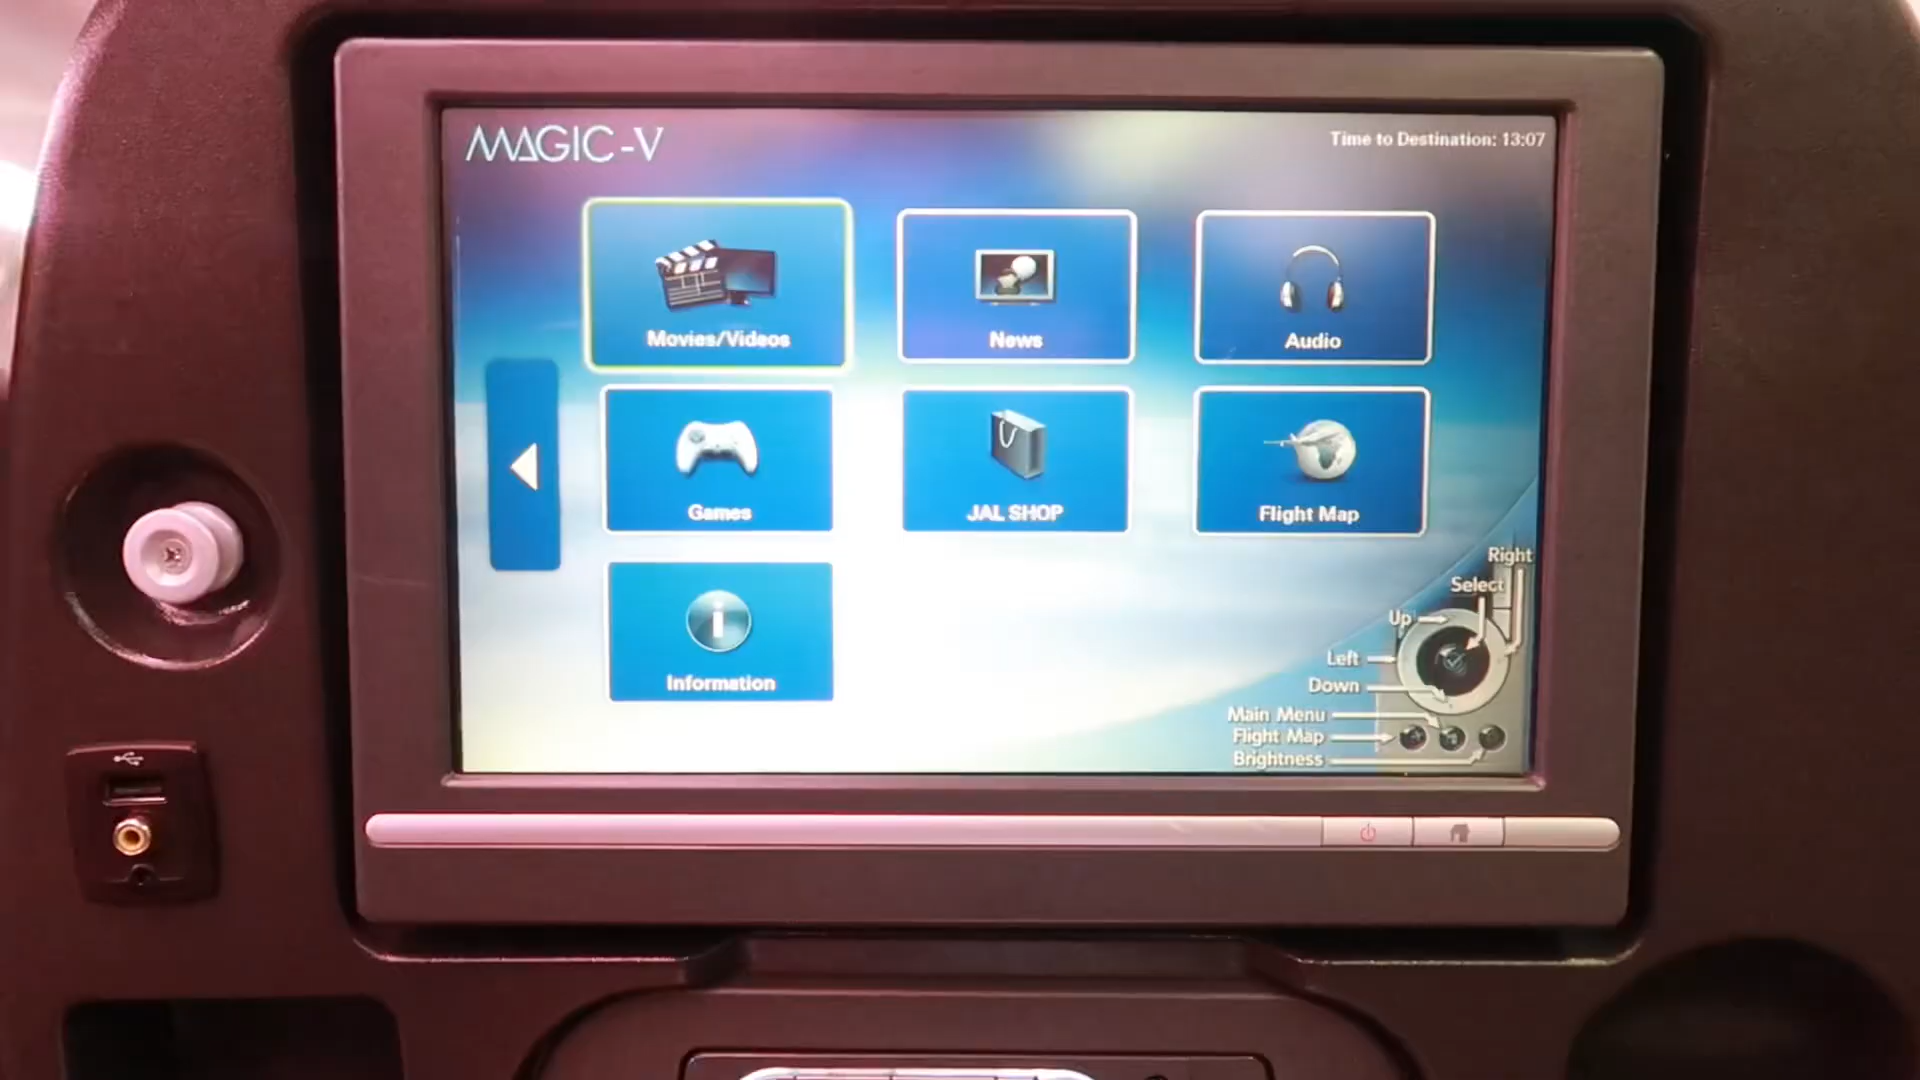 MAGIC-V
Time to Destination: 13:07
Movies/Videos
News
Audio
Games
JAL SHOP
Flight Map
Information
Right
Select
Up
Left
Down
Main Menu
Flight Map
Brightness